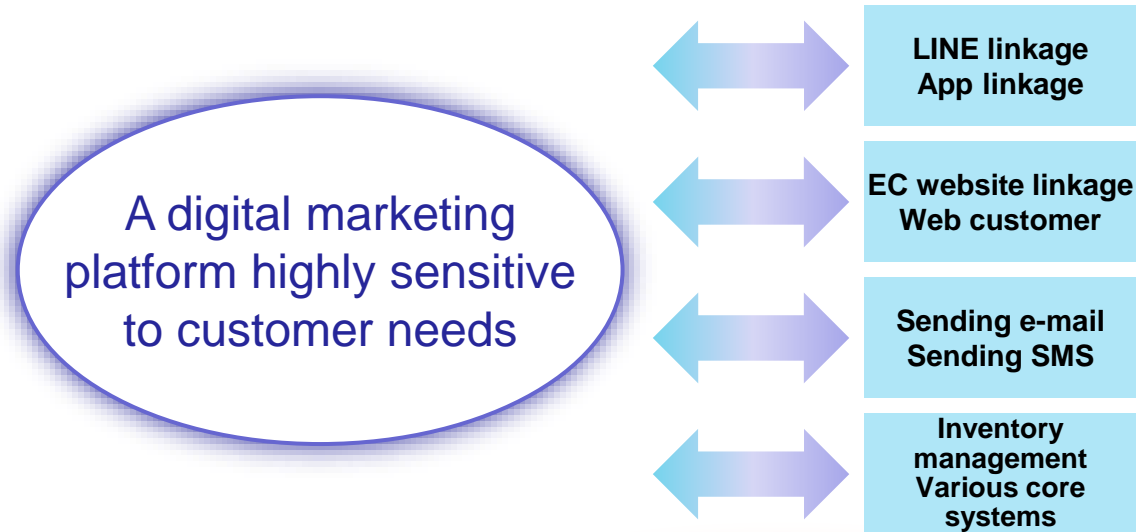 A digital marketing
platform highly sensitive
to customer needs
LINE linkage
App linkage
EC website linkage
Web customer
Sending e-mail
Sending SMS
Inventory
management
Various core
systems